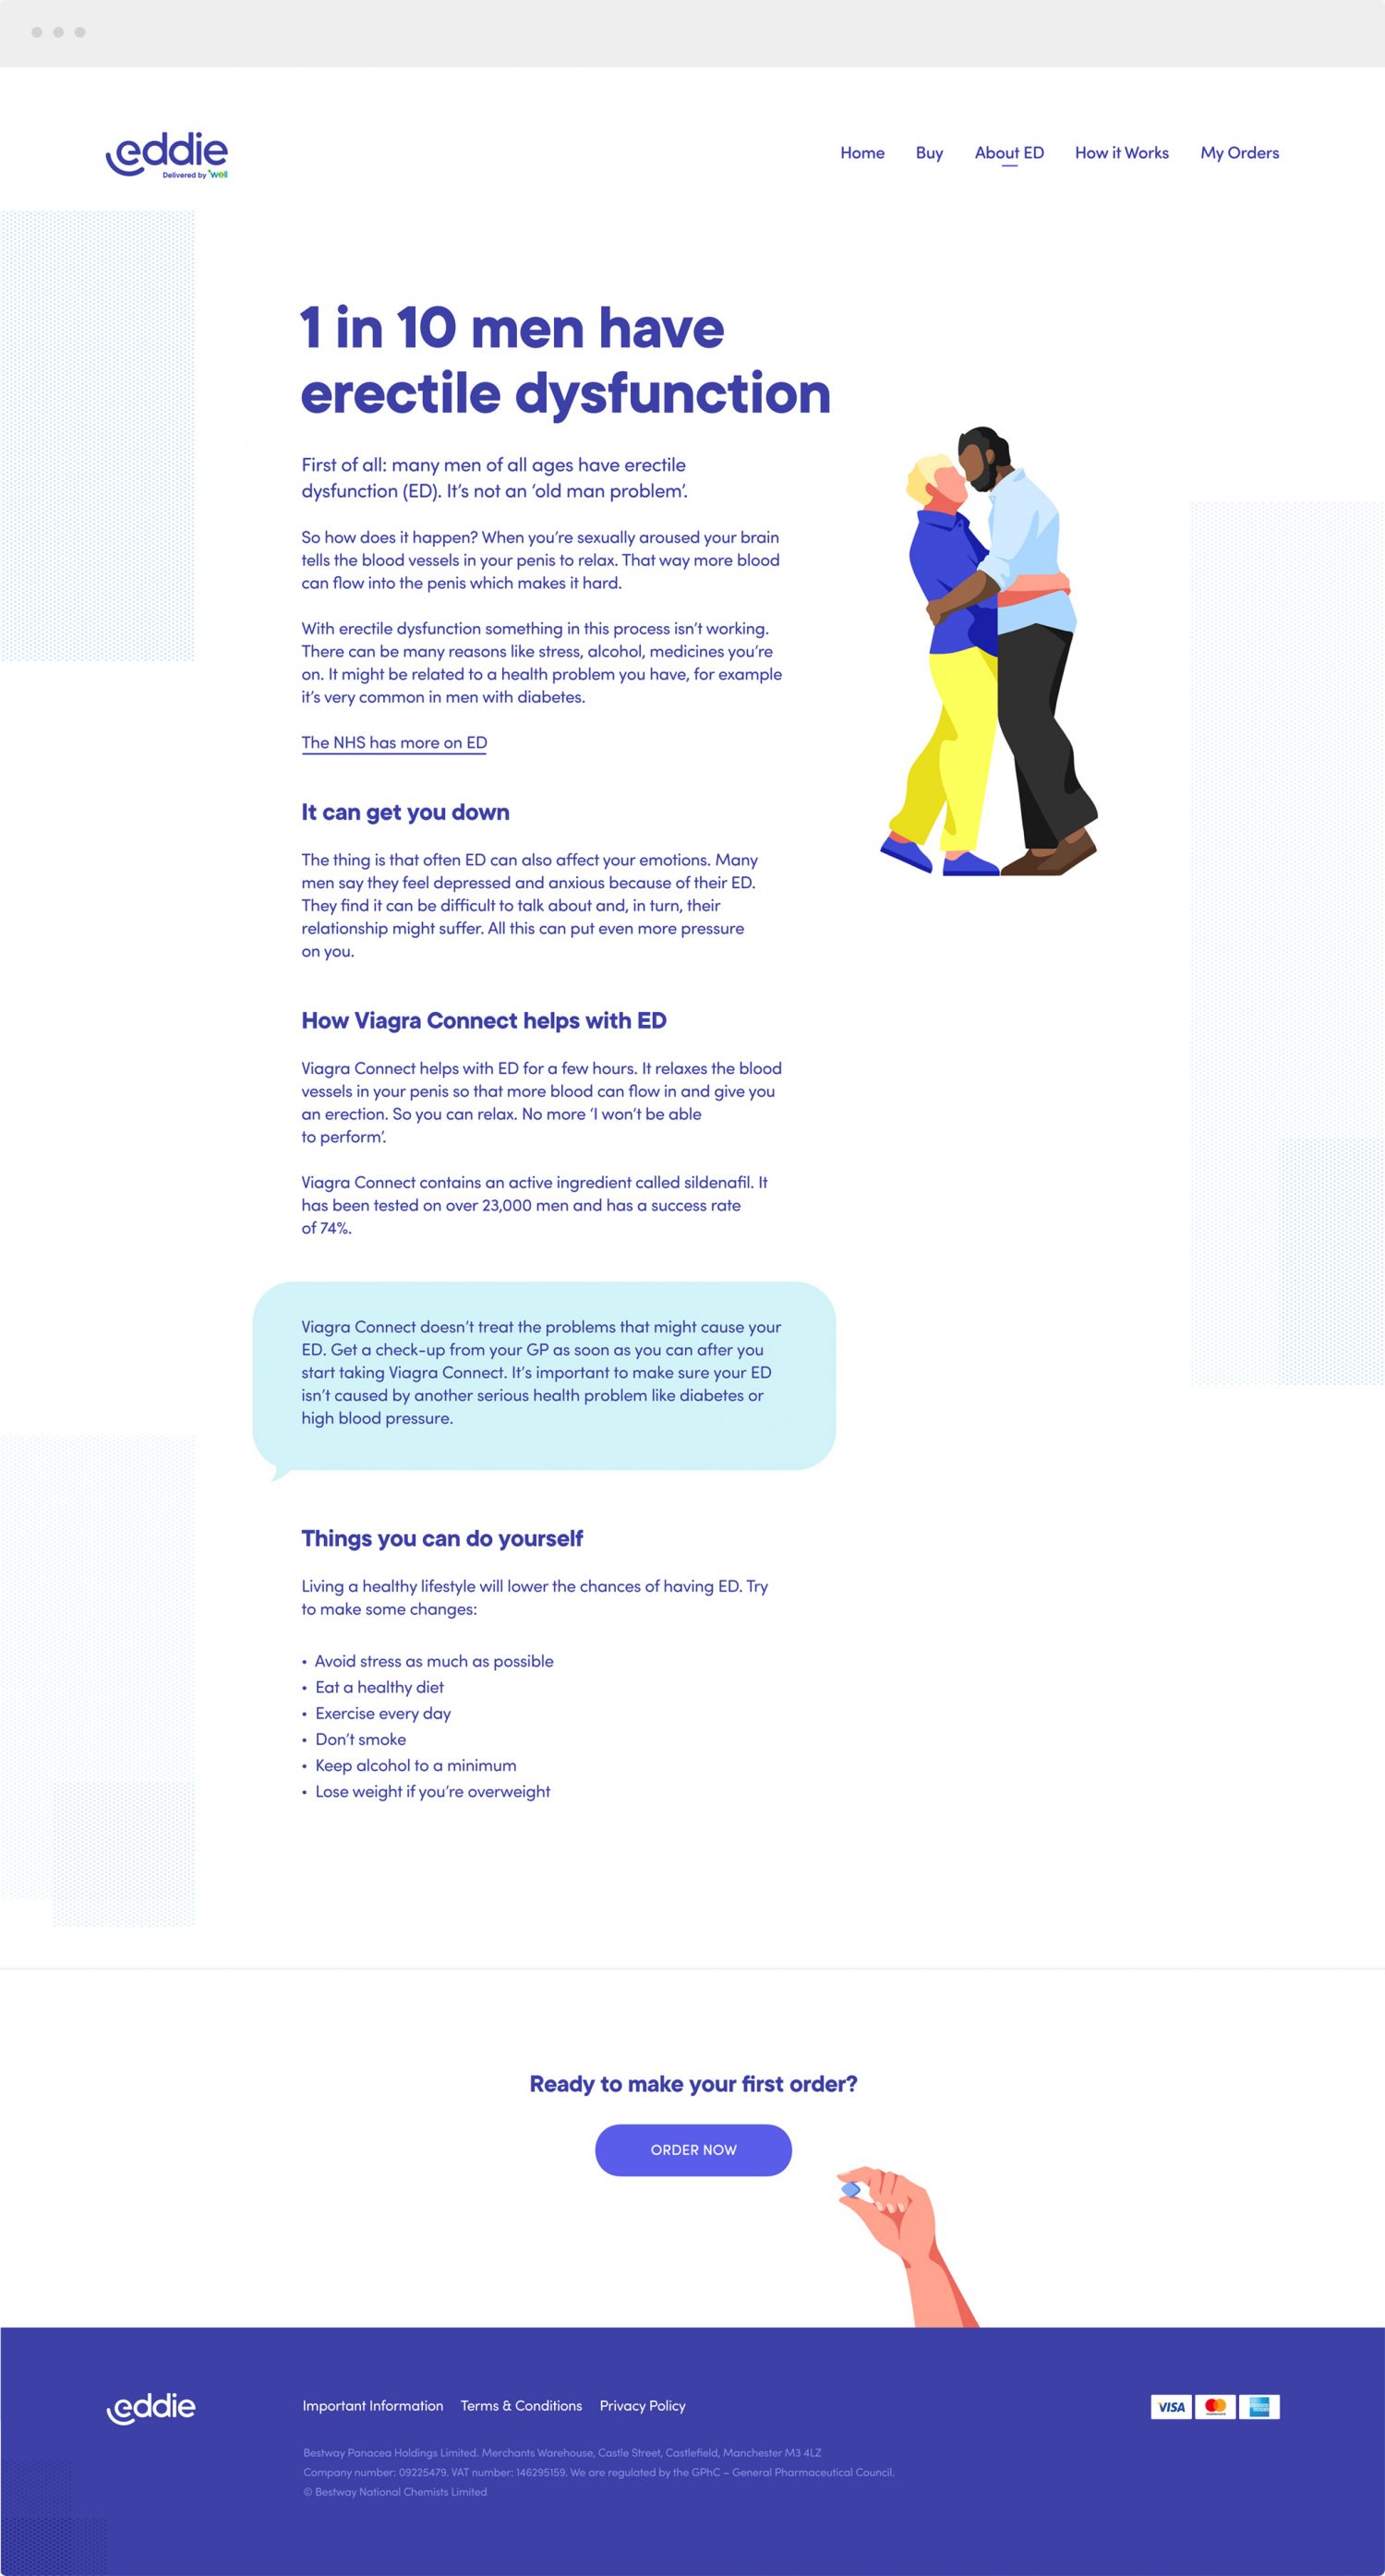 eddie
Delivered by well
Home Buy About ED How it Works My Orders
1 in 10 men have
erectile dysfunction
First of all: many men of all ages have erectile
dysfunction (ED). It's not an 'old man problem'.
So how does it happen? When you're sexually aroused your brain
tells the blood vessels in your penis to relax. That way more blood
can flow into the penis which makes it hard.
With erectile dysfunction something in this process isn't working.
There can be many reasons like stress, alcohol, medicines you're
on. It might be related to a health problem you have, for example
it's very common in men with diabetes.
The NHS has more on ED
It can get you down
The thing is that often ED can also affect your emotions. Many
men say they feel depressed and anxious because of their ED.
They find it can be difficult to talk about and, in turn, their
relationship might suffer. All this can put even more pressure
on you.
How Viagra Connect helps with ED
Viagra Connect helps with ED for a few hours. It relaxes the blood
vessels in your penis so that more blood can flow in and give you
an erection. So you can relax. No more 'I won't be able
to perform'.
Viagra Connect contains an active ingredient called sildenafil. It
has been tested on over 23,000 men and has a success rate
of 74%.
Viagra Connect doesn't treat the problems that might cause your
ED. Get a check-up from your GP as soon as you can after you
start taking Viagra Connect. It's important to make sure your ED
isn't caused by another serious health problem like diabetes or
high blood pressure.
Things you can do yourself
Living a healthy lifestyle will lower the chances of having ED. Try
to make some changes:
• Avoid stress as much as possible
• Eat a healthy diet
• Exercise every day
• Don't smoke
• Keep alcohol to a minimum
• Lose weight if you're overweight
Ready to make your first order?
ORDER NOW
eddie
Important Information Terms & Conditions Privacy Policy
VISA
Bestway Panacea Holdings Limited. Merchants Warehouse, Castle Street, Castlefield, Manchester M3 4LZ
Company number: 09225479. VAT number: 146295159. We are regulated by the GPhC – General Pharmaceutical Council.
© Bestway National Chemists Limited